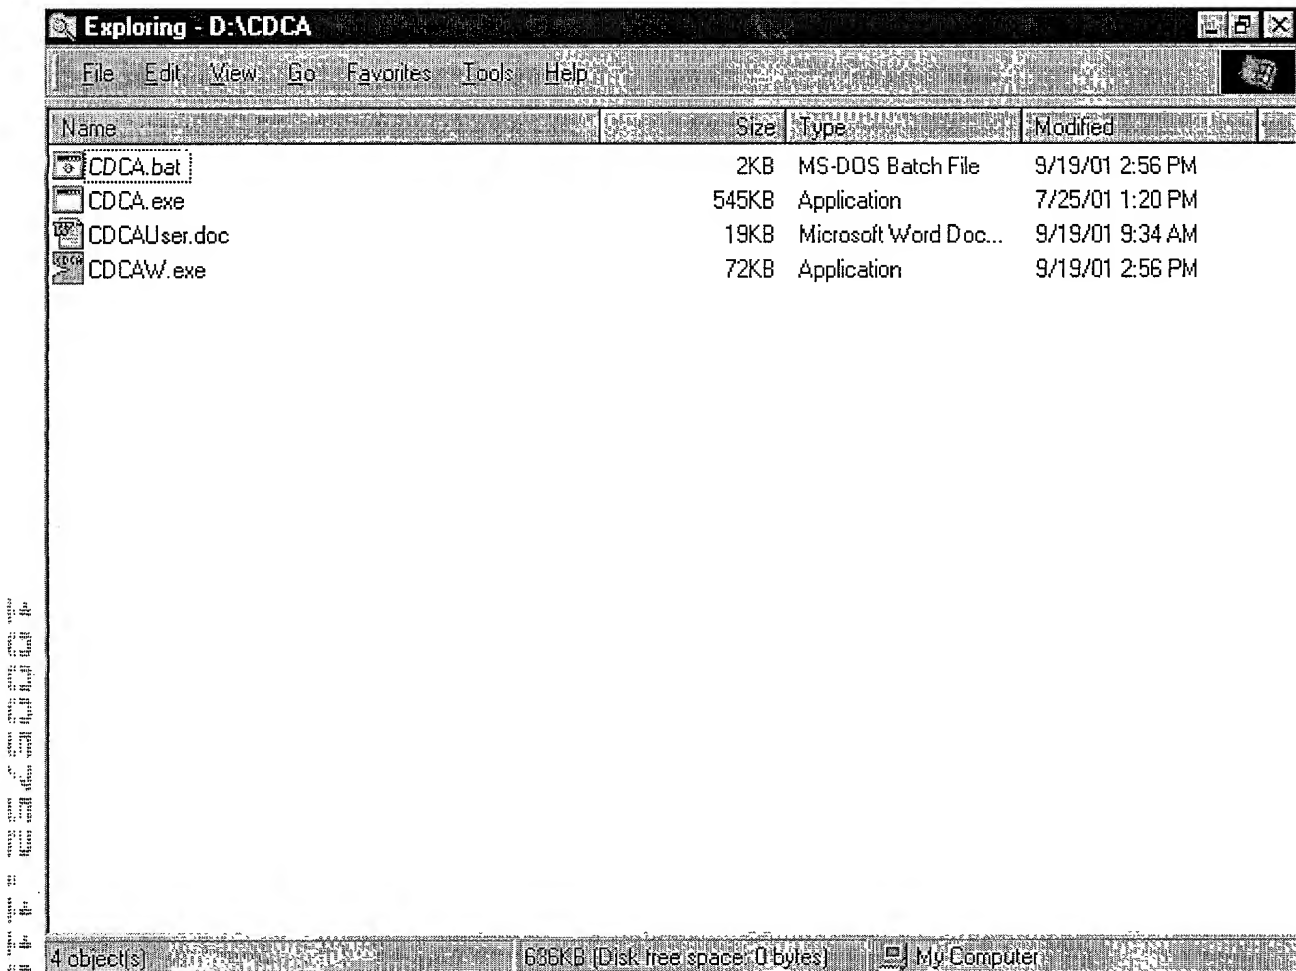 Exploring - D:\CDCA
File Edit View Go Favorites Tools Help
Name Size Type Modified
CDCA.bat 2KB MS-DOS Batch File 9/19/01 2:56 PM
CDCA.exe 545KB Application 7/25/01 1:20 PM
CDCAUser.doc 19KB Microsoft Word Doc... 9/19/01 9:34 AM
CDCAW.exe 72KB Application 9/19/01 2:56 PM
4 object(s) 636KB (Disk free space: 0 bytes) My Computer